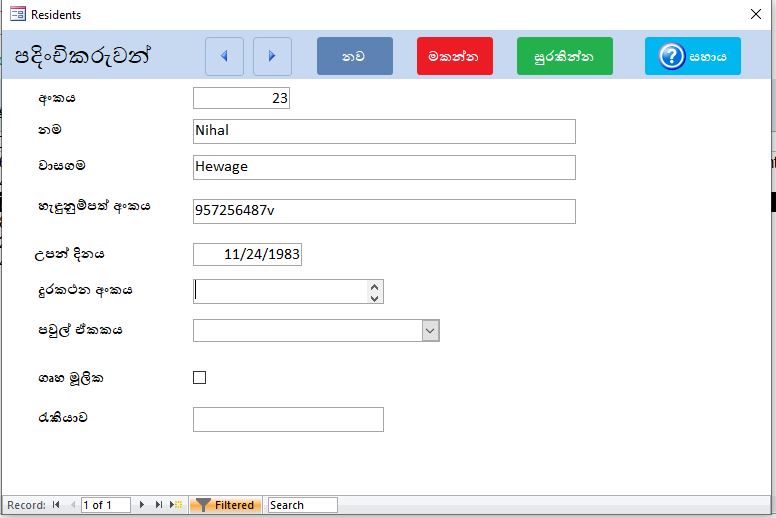 Residents
පදිංචිකරුවන්
නව
මකන්න
සුරකින්න
? සහාය
අංකය 23
නම Nihal
වාසගම Hewage
හැඳුනුම්පත් අංකය 957256487v
උපන් දිනය 11/24/1983
දුරකථන අංකය
පවුල් ඒකකය
ගෘහ මූලික
රැකියාව
Record: 1 of 1 Filtered Search